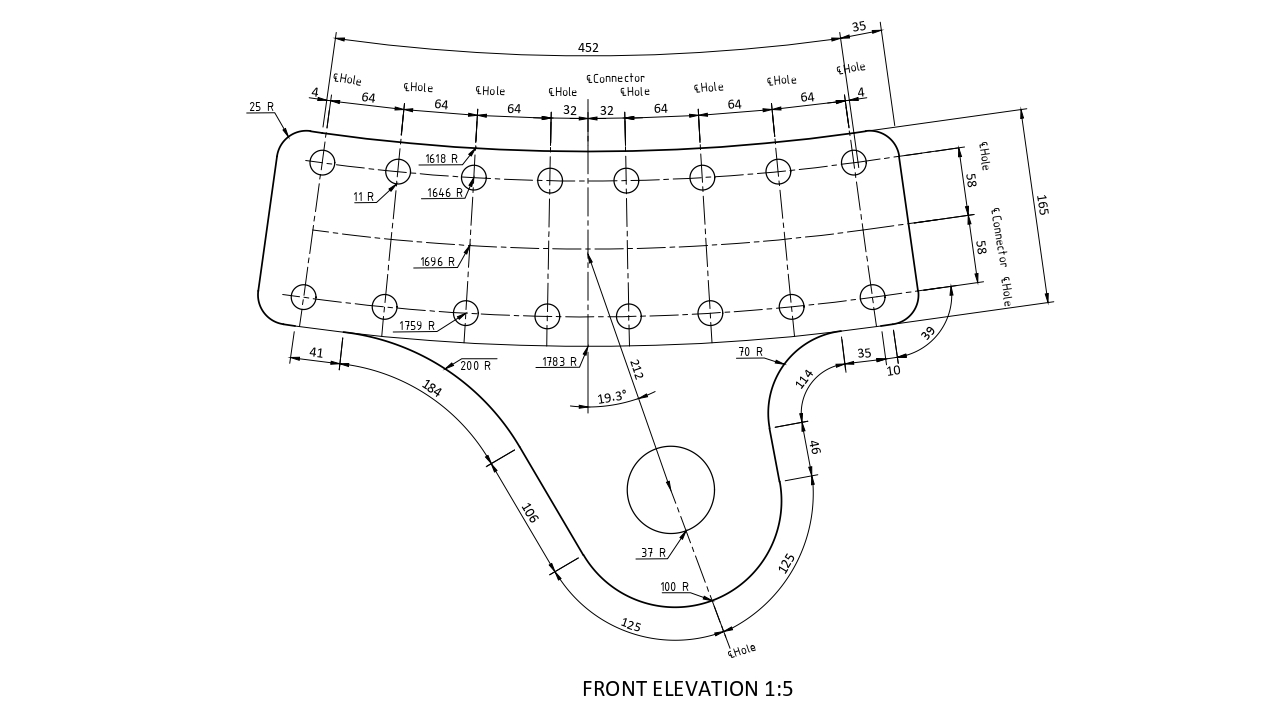 35
452
℄Hole
℄Hole
℄Hole
℄Hole
℄Connector
℄Hole
℄Hole
℄Hole
℄Hole
4
64
64
64
32
32
64
64
64
4
25 R
1618 R
11 R
1646 R
1696 R
1759 R
1783 R
℄Hole
58
165
℄Connector
58
℄Hole
39
41
184
200 R
70 R
35
10
114
212
19.3°
46
106
37 R
100 R
125
125
℄Hole
FRONT ELEVATION 1:5